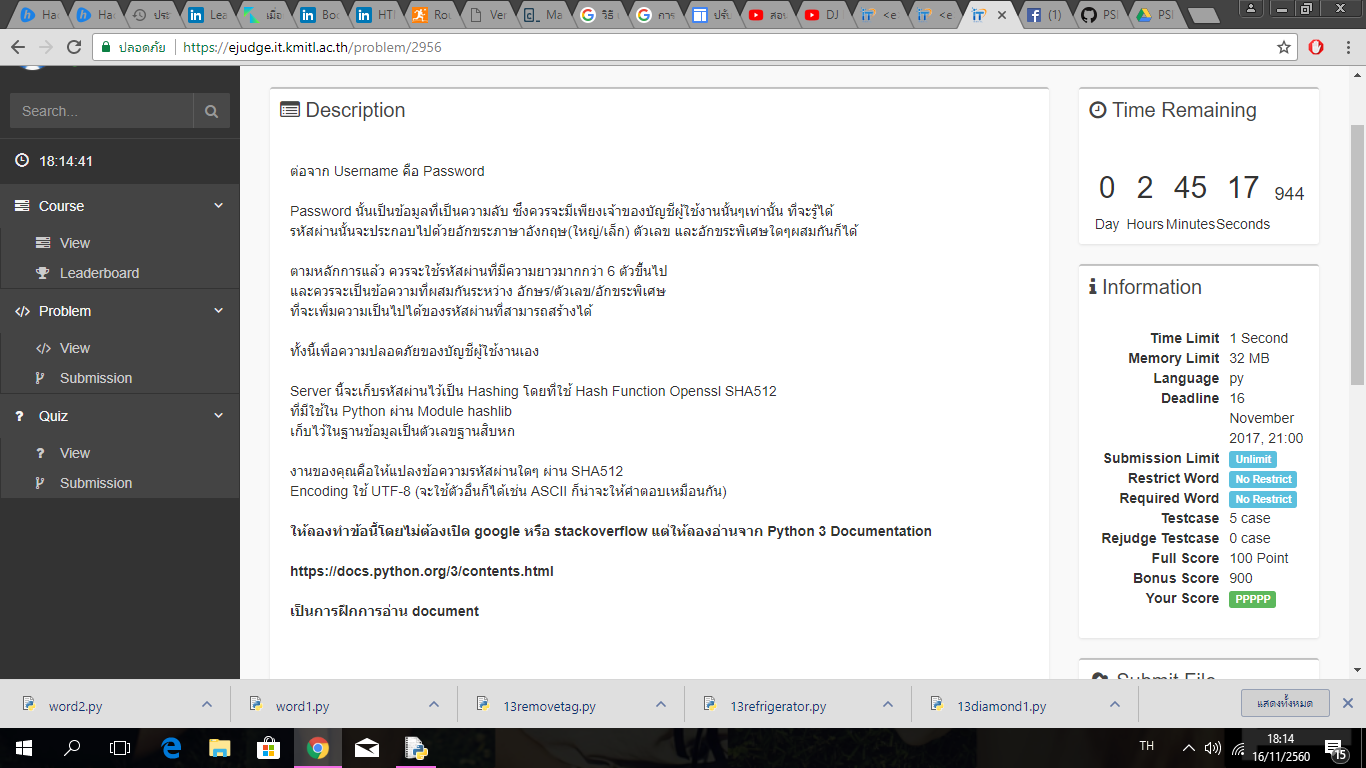 Ha
Hac
ประ
Lea
เมื่อ
Boo
HTI
Rou
Ver
Ma
วิธี
การ
ปรับ
สอน
DJ
<e
<e
(1)
PSI
PSI
ปลอดภัย
https://ejudge.it.kmitl.ac.th/problem/2956
Search...
18:14:41
Course
View
Leaderboard
Problem
View
Submission
Quiz
View
Submission
Description
ต่อจาก Username คือ Password
Password นั้นเป็นข้อมูลที่เป็นความลับ ซึ่งควรจะมีเพียงเจ้าของบัญชีผู้ใช้งานนั้นๆเท่านั้น ที่จะรู้ได้
รหัสผ่านนั้นจะประกอบไปด้วยอักขระภาษาอังกฤษ(ใหญ่/เล็ก) ตัวเลข และอักขระพิเศษใดๆผสมกันก็ได้
ตามหลักการแล้ว ควรจะใช้รหัสผ่านที่มีความยาวมากกว่า 6 ตัวขึ้นไป
และควรจะเป็นข้อความที่ผสมกันระหว่าง อักษร/ตัวเลข/อักขระพิเศษ
ที่จะเพิ่มความเป็นไปได้ของรหัสผ่านที่สามารถสร้างได้
ทั้งนี้เพื่อความปลอดภัยของบัญชีผู้ใช้งานเอง
Server นี้จะเก็บรหัสผ่านไว้เป็น Hashing โดยที่ใช้ Hash Function Openssl SHA512
ที่มีใช้ใน Python ผ่าน Module hashlib
เก็บไว้ในฐานข้อมูลเป็นตัวเลขฐานสิบหก
งานของคุณคือให้แปลงข้อความรหัสผ่านใดๆ ผ่าน SHA512
Encoding ใช้ UTF-8 (จะใช้ตัวอื่นก็ได้เช่น ASCII ก็น่าจะให้คำตอบเหมือนกัน)
ให้ลองทำข้อนี้โดยไม่ต้องเปิด google หรือ stackoverflow แต่ให้ลองอ่านจาก Python 3 Documentation
https://docs.python.org/3/contents.html
เป็นการฝึกการอ่าน document
Time Remaining
0 2 45 17 944
Day Hours Minutes Seconds
Information
Time Limit 1 Second
Memory Limit 32 MB
Language py
Deadline 16
November
2017, 21:00
Submission Limit Unlimit
Restrict Word No Restrict
Required Word No Restrict
Testcase 5 case
Rejudge Testcase 0 case
Full Score 100 Point
Bonus Score 900
Your Score PPPPP
Submit File
word2.py
word1.py
13removetag.py
13refrigerator.py
13diamond1.py
แสดงทั้งหมด
TH
18:14
16/11/2560
15